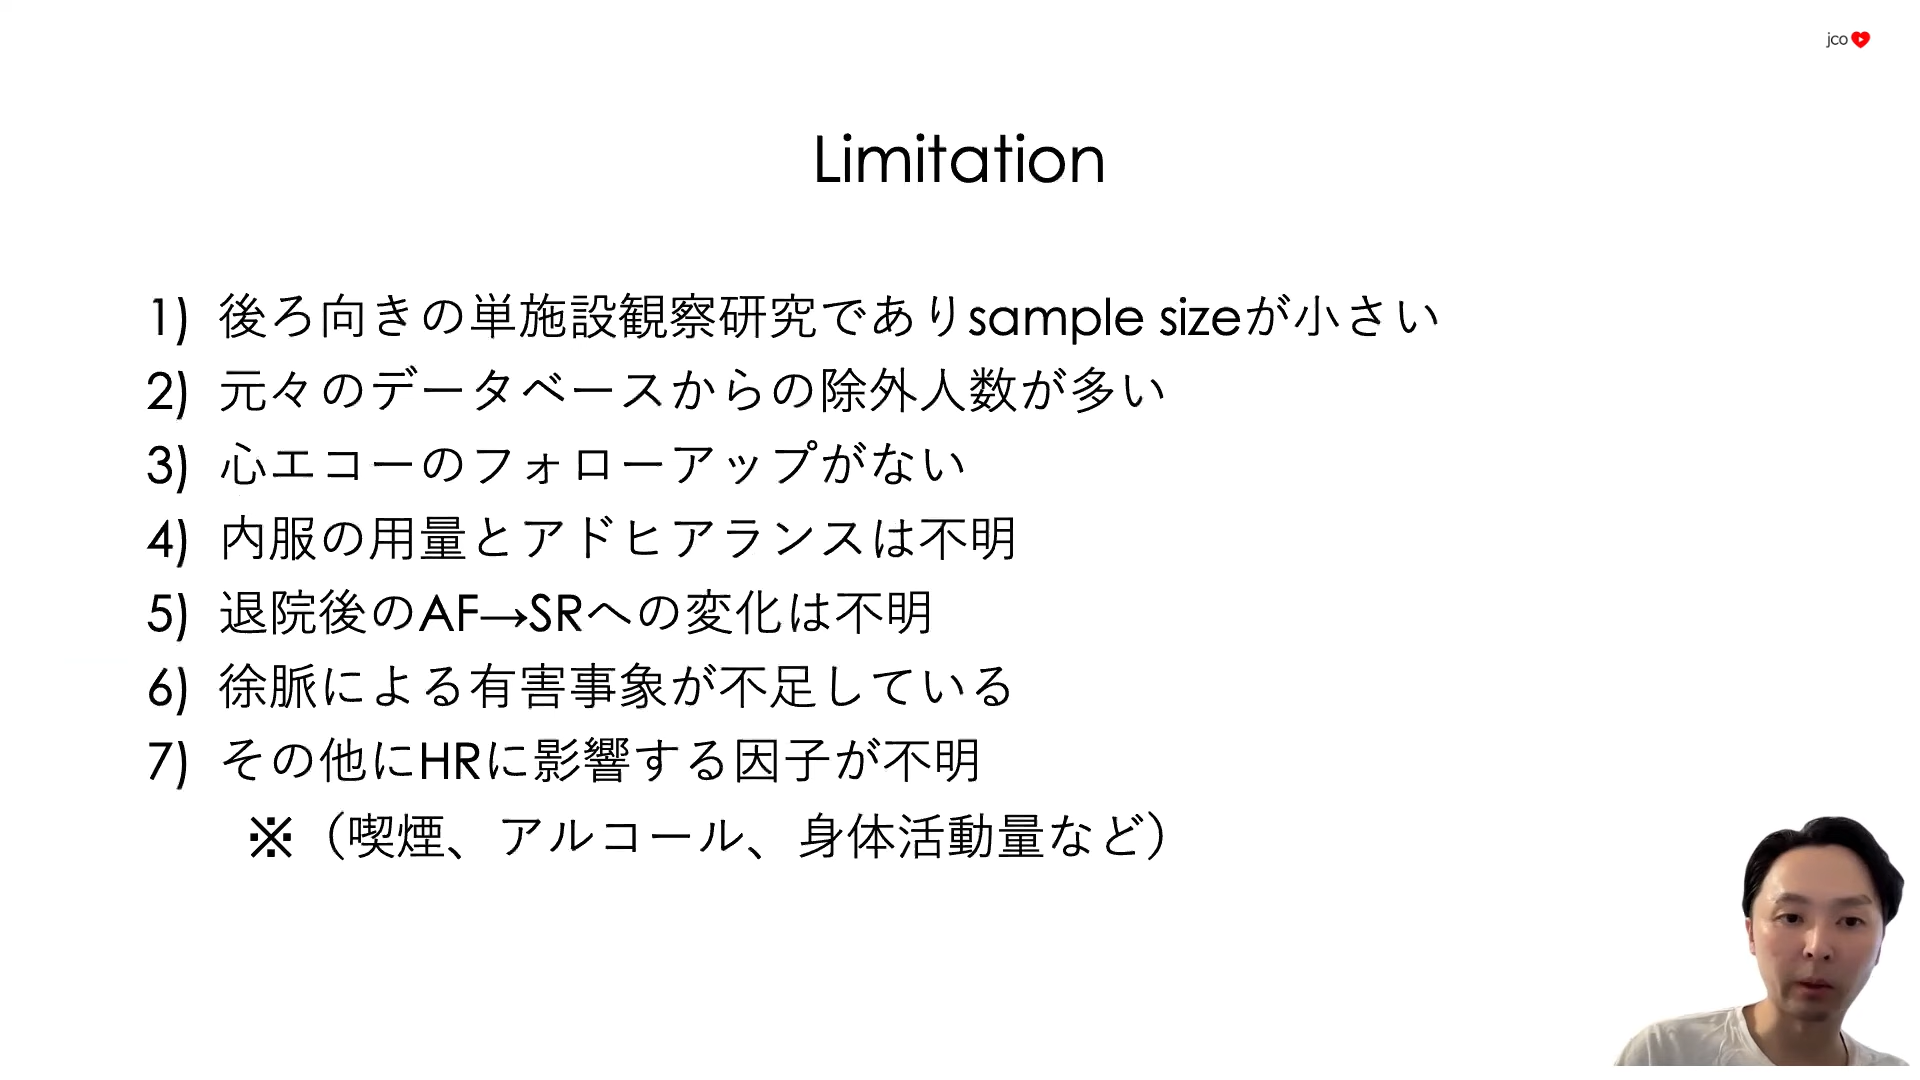 jco
Limitation
1) 後ろ向きの単施設観察研究でありsample sizeが小さい
2) 元々のデータベースからの除外人数が多い
3) 心エコーのフォローアップがない
4) 内服の用量とアドヒアランスは不明
5) 退院後のAF→SRへの変化は不明
6) 徐脈による有害事象が不足している
7) その他にHRに影響する因子が不明
※（喫煙、アルコール、身体活動量など）